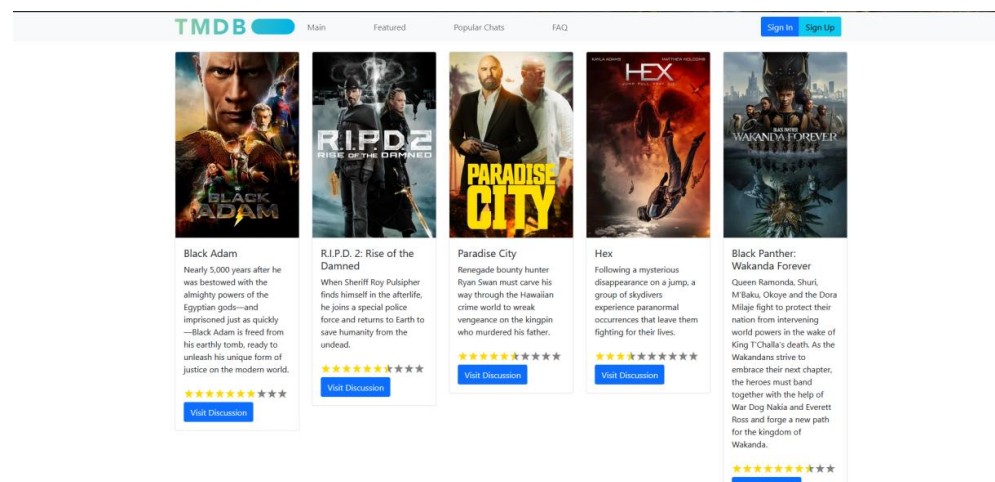 TMDB
Main
Featured
Popular Chats
FAQ
Sign In
Sign Up
BLACK
ADAM
Black Adam
Nearly 5,000 years after he
was bestowed with the
almighty powers of the
Egyptian gods—and
imprisoned just as quickly
—Black Adam is freed from
his earthly tomb, ready to
unleash his unique form of
justice on the modern world.
Visit Discussion
R.I.P.D.2
RISE OF THE DAMNED
R.I.P.D. 2: Rise of the
Damned
When Sheriff Roy Pulsipher
finds himself in the afterlife,
he joins a special police
force and returns to Earth to
save humanity from the
undead.
Visit Discussion
PARADISE
CITY
Paradise City
Renegade bounty hunter
Ryan Swan must carve his
way through the Hawaiian
crime world to wreak
vengeance on the kingpin
who murdered his father.
Visit Discussion
KAYLA ADAMS
MATTHEW HOLCOMB
HEX
Hex
Following a mysterious
disappearance on a jump, a
group of skydivers
experience paranormal
occurrences that leave them
fighting for their lives.
Visit Discussion
BLACK PANTHER
WAKANDA FOREVER
Black Panther:
Wakanda Forever
Queen Ramonda, Shuri,
M'Baku, Okoye and the Dora
Milaje fight to protect their
nation from intervening
world powers in the wake of
King T'Challa's death. As the
Wakandans strive to
embrace their next chapter,
the heroes must band
together with the help of
War Dog Nakia and Everett
Ross and forge a new path
for the kingdom of
Wakanda.